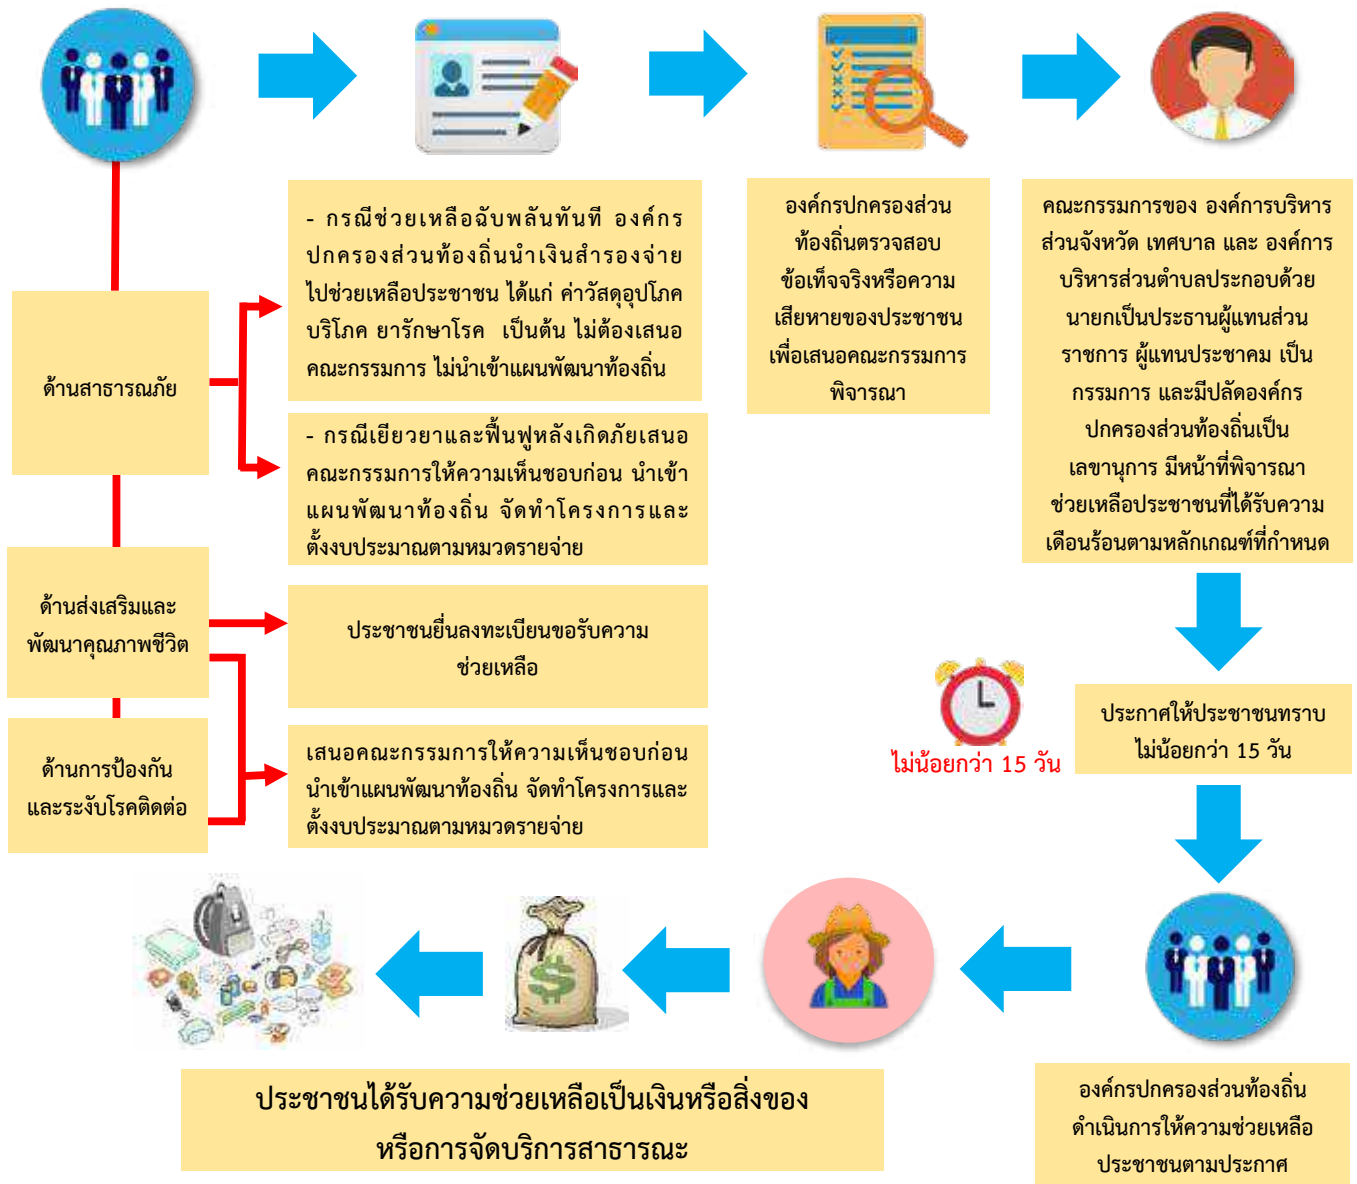 - กรณีช่วยเหลือฉับพลันทันที องค์กร
ปกครองส่วนท้องถิ่นนำเงินสำรองจ่าย
ไปช่วยเหลือประชาชน ได้แก่ ค่าวัสดุอุปโภค
บริโภค ยารักษาโรค เป็นต้น ไม่ต้องเสนอ
คณะกรรมการ ไม่นำเข้าแผนพัฒนาท้องถิ่น
องค์กรปกครองส่วน
ท้องถิ่นตรวจสอบ
ข้อเท็จจริงหรือความ
เสียหายของประชาชน
เพื่อเสนอคณะกรรมการ
พิจารณา
คณะกรรมการของ องค์การบริหาร
ส่วนจังหวัด เทศบาล และ องค์การ
บริหารส่วนตำบลประกอบด้วย
นายกเป็นประธานผู้แทนส่วน
ราชการ ผู้แทนประชาคม เป็น
กรรมการ และมีปลัดองค์กร
ปกครองส่วนท้องถิ่นเป็น
เลขานุการ มีหน้าที่พิจารณา
ช่วยเหลือประชาชนที่ได้รับความ
เดือนร้อนตามหลักเกณฑ์ที่กำหนด
ด้านสาธารณภัย
- กรณีเยียวยาและฟื้นฟูหลังเกิดภัยเสนอ
คณะกรรมการให้ความเห็นชอบก่อน นำเข้า
แผนพัฒนาท้องถิ่น จัดทำโครงการและ
ตั้งงบประมาณตามหมวดรายจ่าย
ด้านส่งเสริมและ
พัฒนาคุณภาพชีวิต
ประชาชนยื่นลงทะเบียนขอรับความ
ช่วยเหลือ
ด้านการป้องกัน
และระงับโรคติดต่อ
เสนอคณะกรรมการให้ความเห็นชอบก่อน
นำเข้าแผนพัฒนาท้องถิ่น จัดทำโครงการและ
ตั้งงบประมาณตามหมวดรายจ่าย
ไม่น้อยกว่า 15 วัน
ประกาศให้ประชาชนทราบ
ไม่น้อยกว่า 15 วัน
องค์กรปกครองส่วนท้องถิ่น
ดำเนินการให้ความช่วยเหลือ
ประชาชนตามประกาศ
ประชาชนได้รับความช่วยเหลือเป็นเงินหรือสิ่งของ
หรือการจัดบริการสาธารณะ